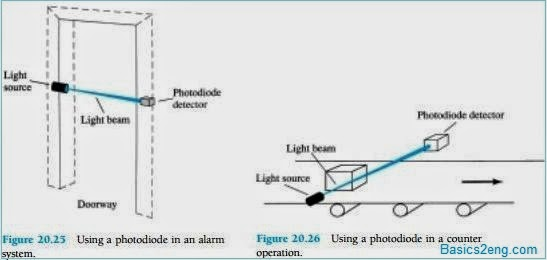 Light
source
Photodiode
detector
Light beam
Doorway
Figure 20.25 Using a photodiode in an alarm
system.
Photodiode detector
Light beam
Light source
Figure 20.26 Using a photodiode in a counter
operation.
Basics2eng.com